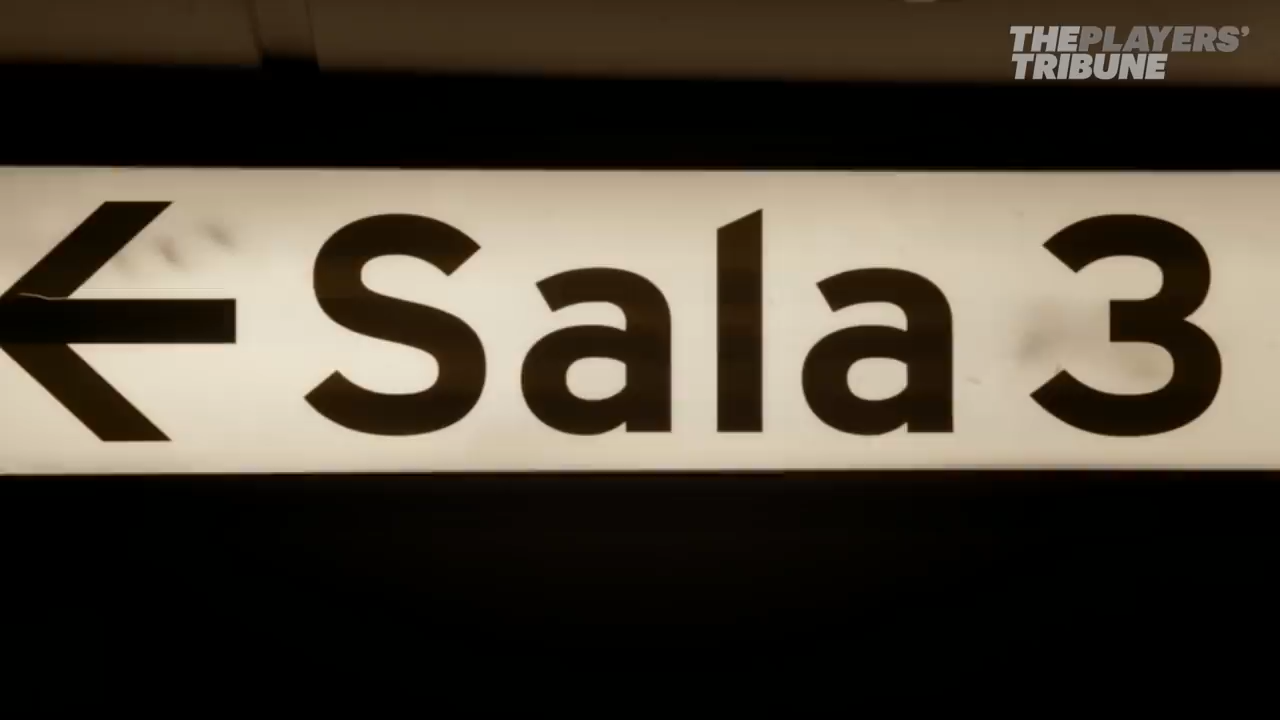 THE PLAYERS'
TRIBUNE
← Sala 3